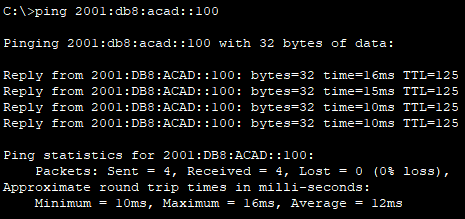 C:\>ping 2001:db8:acad::100
Pinging 2001:db8:acad::100 with 32 bytes of data:
Reply from 2001:DB8:ACAD::100: bytes=32 time=16ms TTL=125
Reply from 2001:DB8:ACAD::100: bytes=32 time=15ms TTL=125
Reply from 2001:DB8:ACAD::100: bytes=32 time=10ms TTL=125
Reply from 2001:DB8:ACAD::100: bytes=32 time=10ms TTL=125
Ping statistics for 2001:DB8:ACAD::100:
Packets: Sent = 4, Received = 4, Lost = 0 (0% loss),
Approximate round trip times in milli-seconds:
Minimum = 10ms, Maximum = 16ms, Average = 12ms